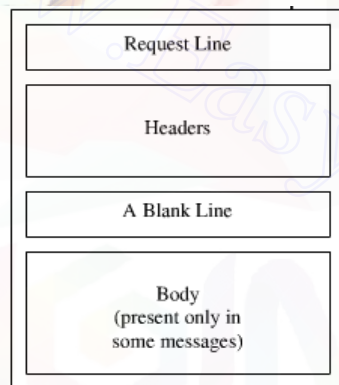 Request Line
Headers
A Blank Line
Body
(present only in
some messages)